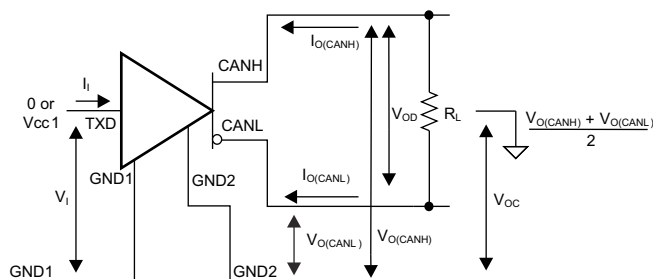 I_O(CANH)
I_I
CANH
0 or
Vcc1
TXD
V_OD
R_L
V_O(CANH) + V_O(CANL)
2
CANL
GND1
GND2
I_O(CANL)
V_I
V_OC
V_O(CANL)
V_O(CANH)
GND1
GND2